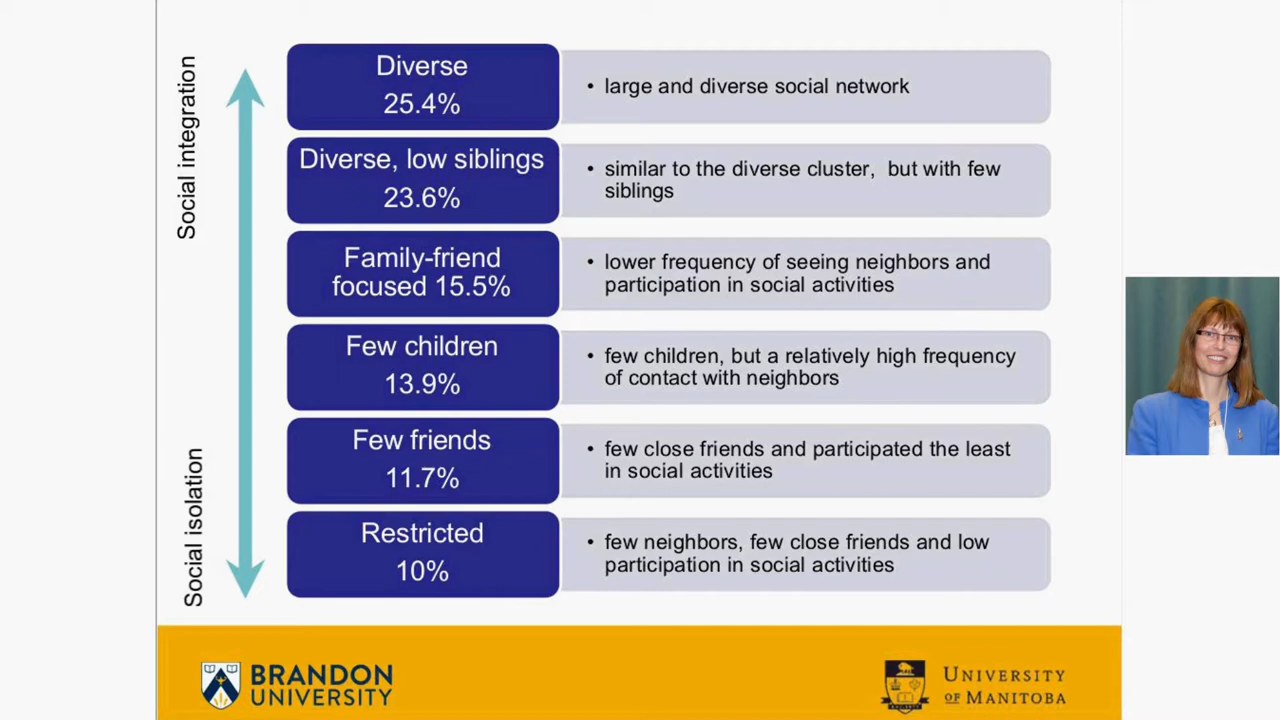 Social integration
Social isolation
Diverse
25.4%
• large and diverse social network
Diverse, low siblings
23.6%
• similar to the diverse cluster, but with few
siblings
Family-friend
focused 15.5%
• lower frequency of seeing neighbors and
participation in social activities
Few children
13.9%
• few children, but a relatively high frequency
of contact with neighbors
Few friends
11.7%
• few close friends and participated the least
in social activities
Restricted
10%
• few neighbors, few close friends and low
participation in social activities
BRANDON
UNIVERSITY
UNIVERSITY
OF MANITOBA